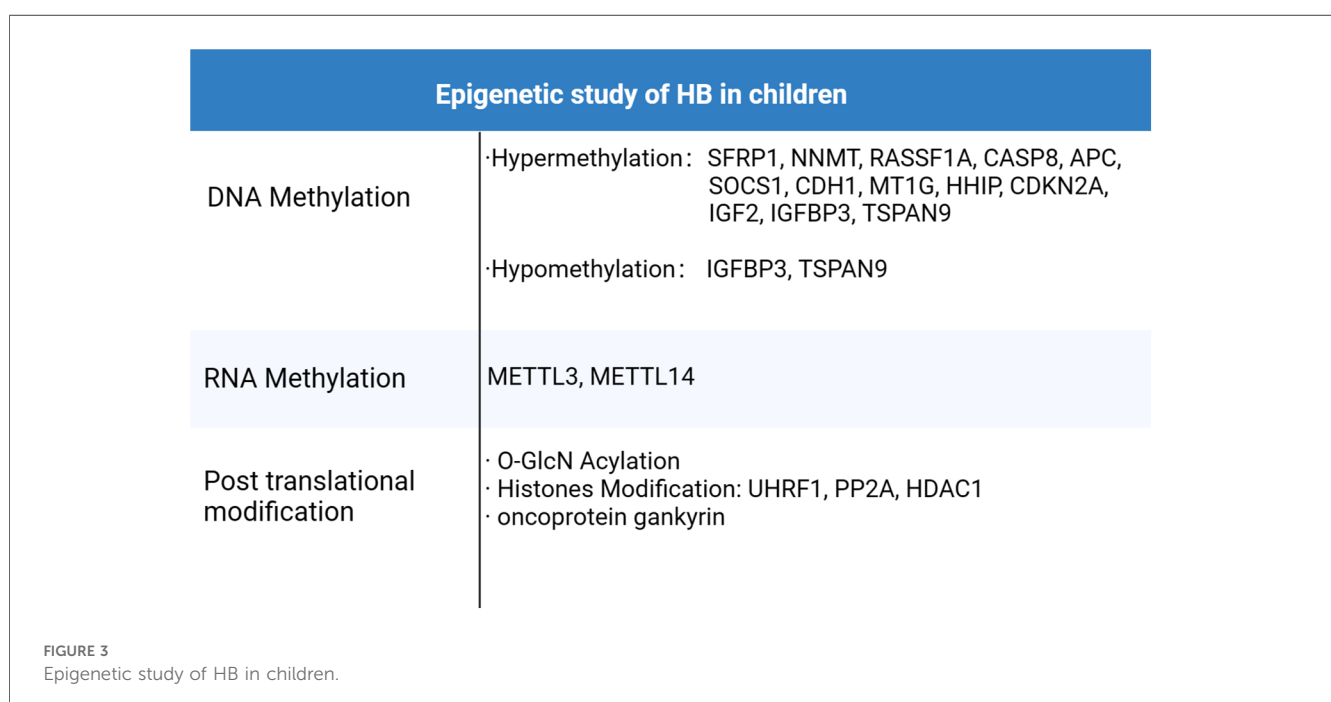 Epigenetic study of HB in children
DNA Methylation
·Hypermethylation： SFRP1, NNMT, RASSF1A, CASP8, APC,
SOCS1, CDH1, MT1G, HHIP, CDKN2A,
IGF2, IGFBP3, TSPAN9
·Hypomethylation： IGFBP3, TSPAN9
RNA Methylation
METTL3, METTL14
Post translational
modification
· O-GlcN Acylation
· Histones Modification: UHRF1, PP2A, HDAC1
· oncoprotein gankyrin
FIGURE 3
Epigenetic study of HB in children.